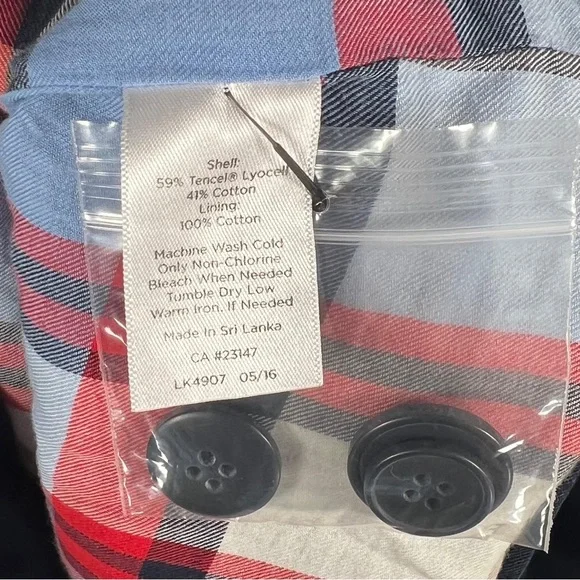 Shell:
59% Tencel® Lyocell
41% Cotton
Lining:
100% Cotton
Machine Wash Cold
Only Non-Chlorine
Bleach When Needed
Tumble Dry Low
Warm Iron, If Needed
Made In Sri Lanka
CA #23147
LK4907 05/16